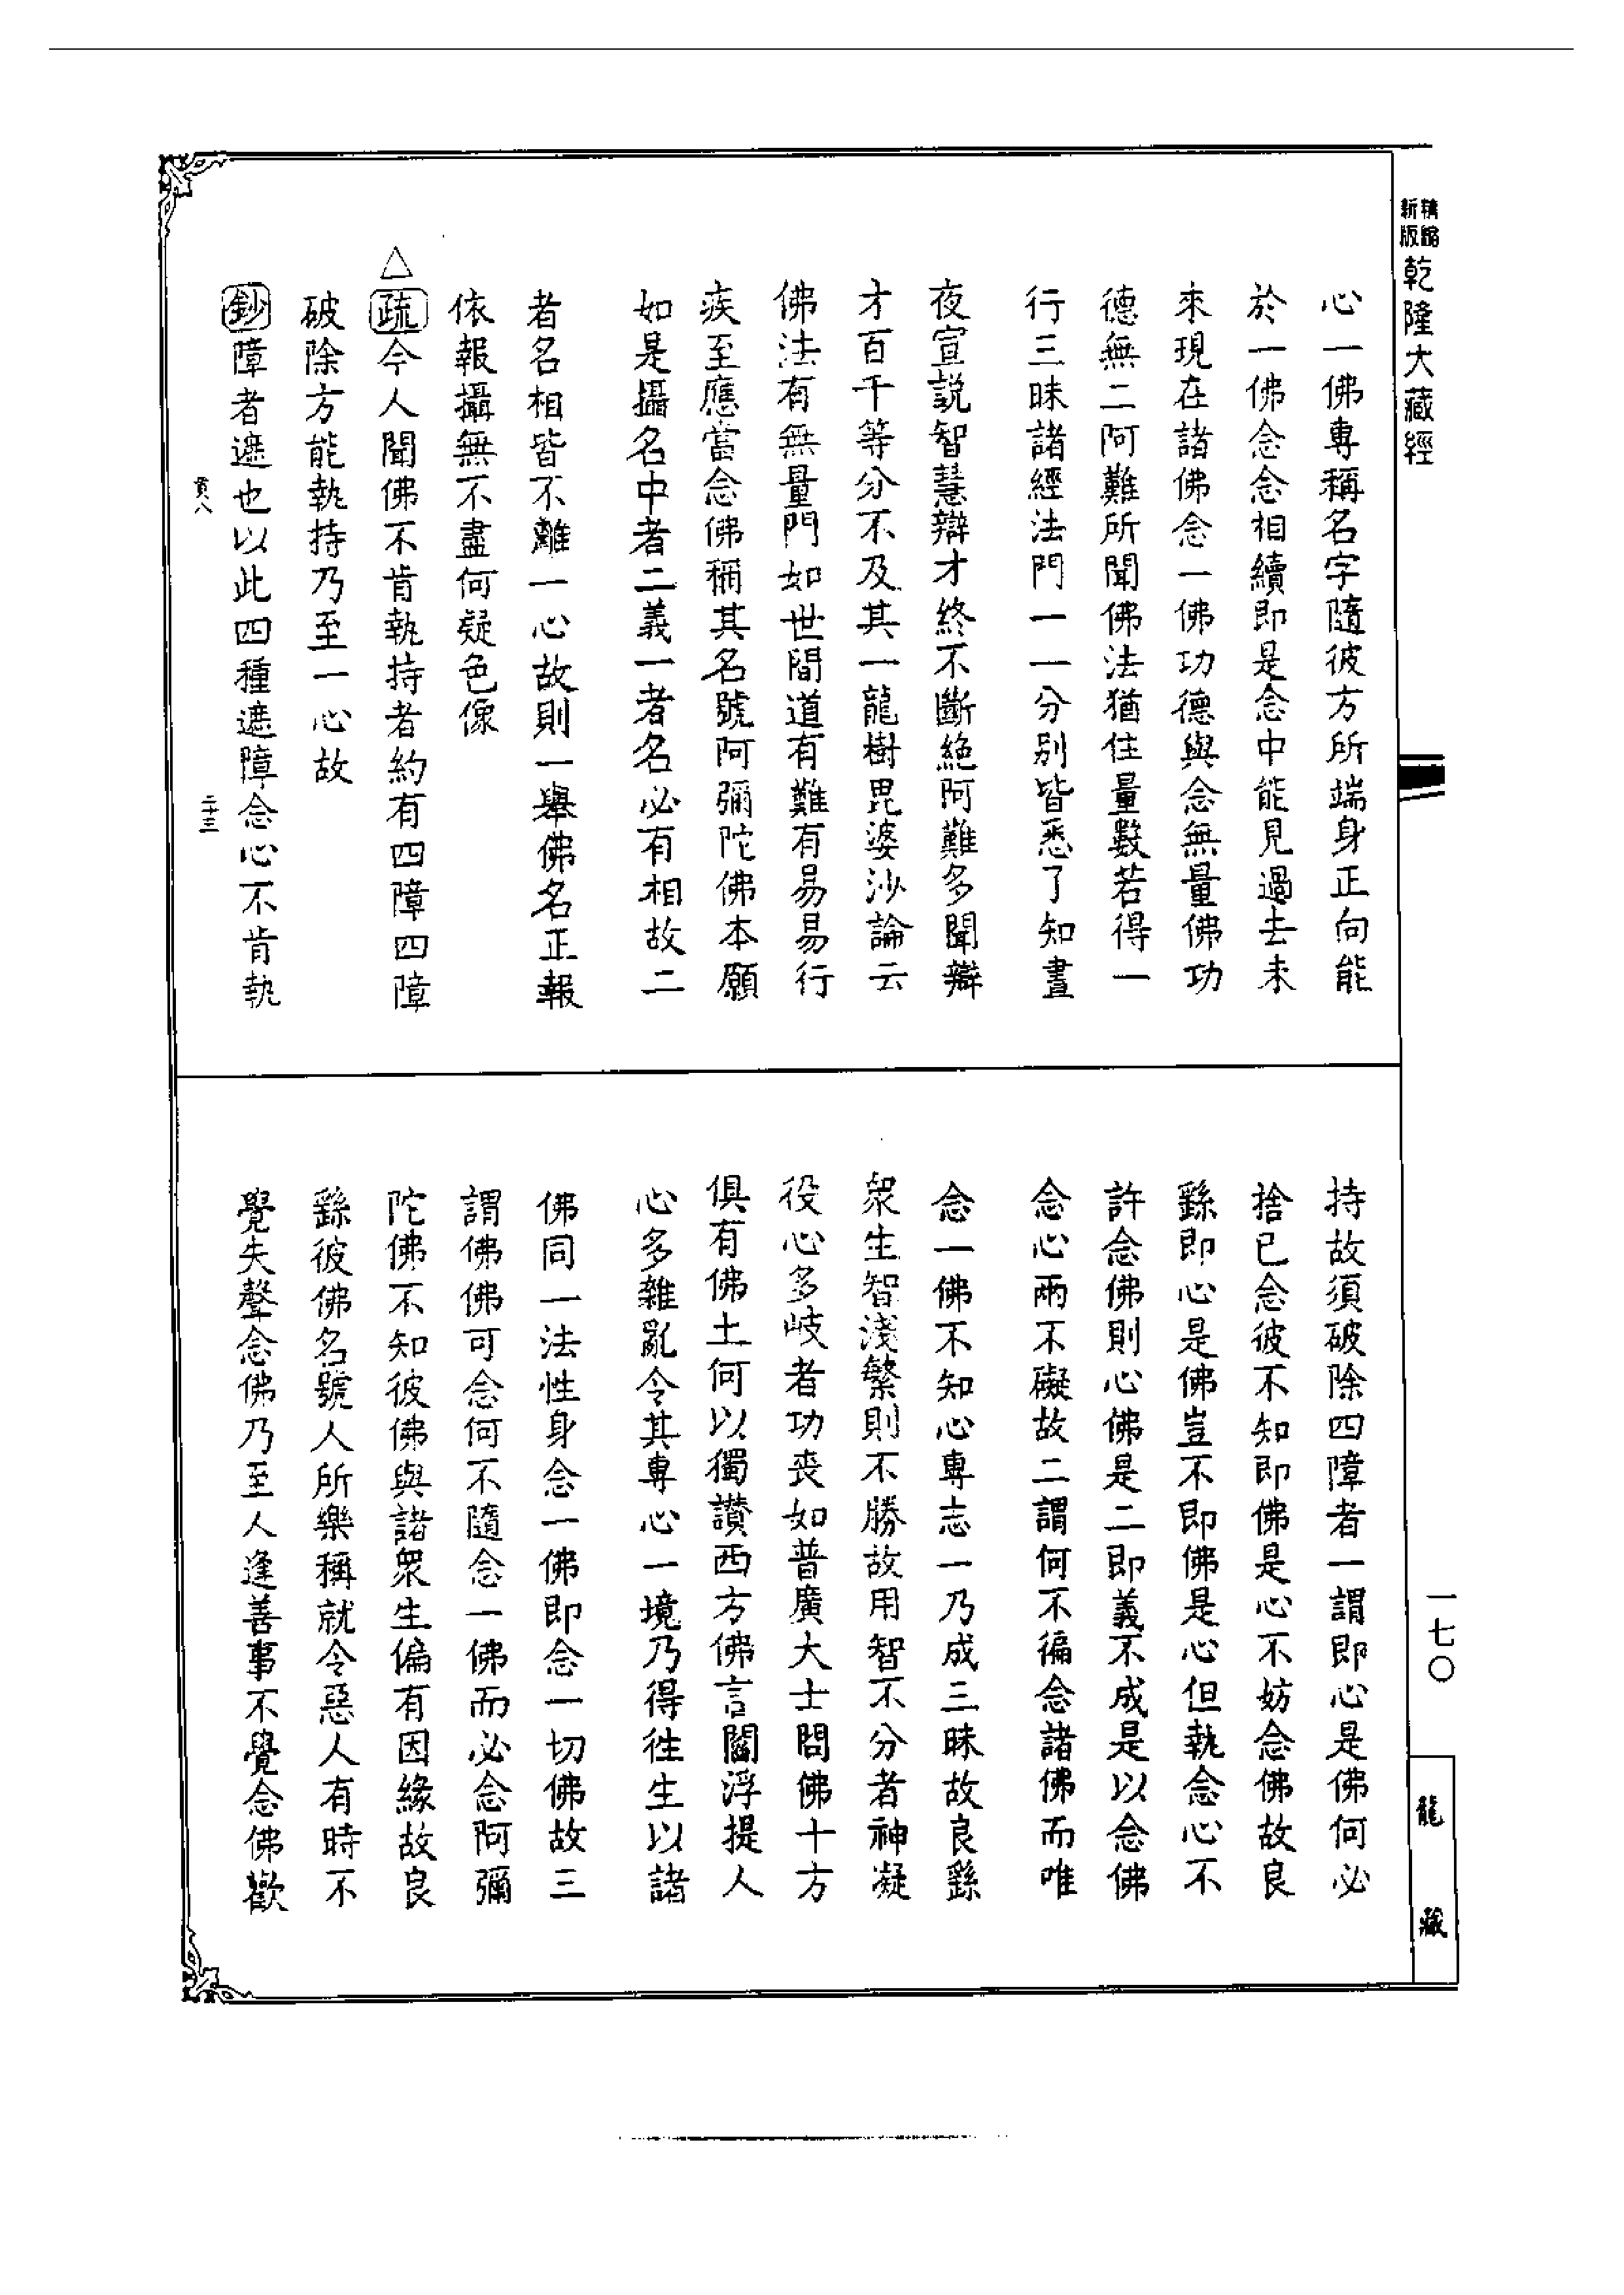 精縮新版乾隆大藏經
心一佛專稱名字隨彼方所端身正向能
於一佛念念相續即是念中能見過去未
來現在諸佛念一佛功德與念無量佛功
德無二阿難所聞佛法猶住量數若得一
行三昧諸經法門一一分别皆悉了知晝
夜宣説智慧辯才終不斷絶阿難多聞辯
才百千等分不及其一龍樹毘婆沙論云
佛法有無量門如世間道有難有易易行
疾至應當念佛稱其名號阿彌陀佛本願
如是攝名中者二義一者名必有相故二
者名相皆不離一心故則一舉佛名正報
依報攝無不盡何疑色像
△疏今人聞佛不肯執持者約有四障四障
破除方能執持乃至一心故
鈔障者遮也以此四種遮障念心不肯執
貫八 二十三
持故須破除四障者一謂即心是佛何必
捨已念彼不知即佛是心不妨念佛故良
繇即心是佛豈不即佛是心但執念心不
許念佛則心佛是二即義不成是以念佛
念心兩不礙故二謂何不徧念諸佛而唯
念一佛不知心專志一乃成三昧故良繇
衆生智淺繁則不勝故用智不分者神凝
役心多岐者功喪如普廣大士問佛十方
俱有佛土何以獨讚西方佛言閻浮提人
心多雜亂令其專心一境乃得往生以諸
佛同一法性身念一佛即念一切佛故三
謂佛佛可念何不隨念一佛而必念阿彌
陀佛不知彼佛與諸衆生偏有因緣故良
繇彼佛名號人所樂稱就令惡人有時不
覺失聲念佛乃至人逢善事不覺念佛歡
一七〇
龍藏